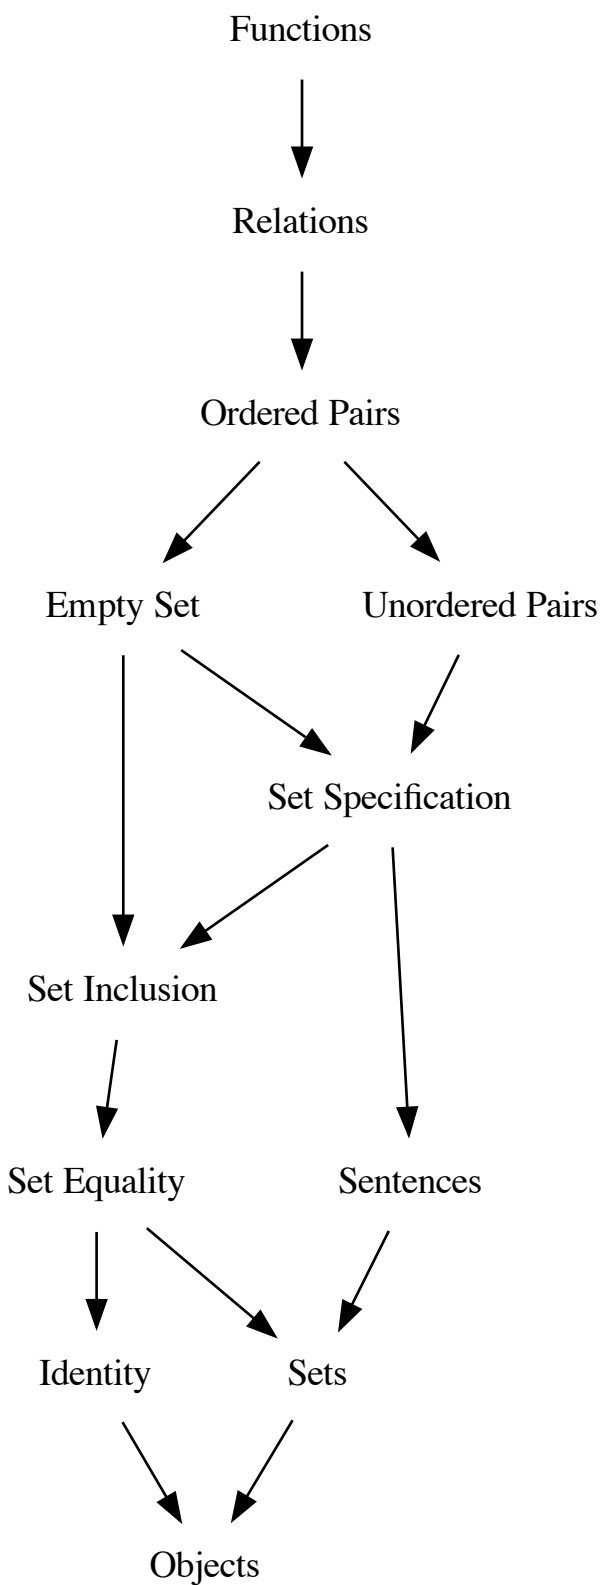 Functions
Relations
Ordered Pairs
Empty Set
Unordered Pairs
Set Specification
Set Inclusion
Set Equality
Sentences
Identity
Sets
Objects